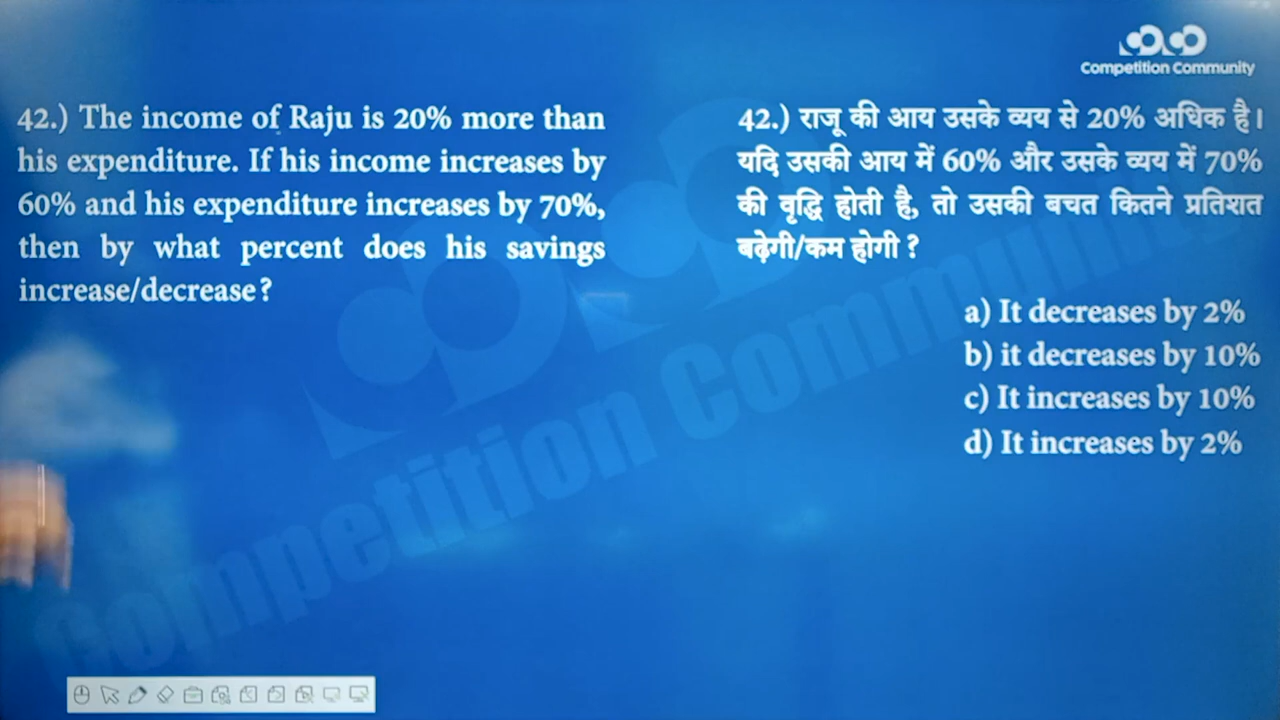 Competition Community
42.) The income of Raju is 20% more than
his expenditure. If his income increases by
60% and his expenditure increases by 70%,
then by what percent does his savings
increase/decrease?
42.) राजू की आय उसके व्यय से 20% अधिक है।
यदि उसकी आय में 60% और उसके व्यय में 70%
की वृद्धि होती है, तो उसकी बचत कितने प्रतिशत
बढ़ेगी/कम होगी ?
a) It decreases by 2%
b) it decreases by 10%
c) It increases by 10%
d) It increases by 2%
Competition Community